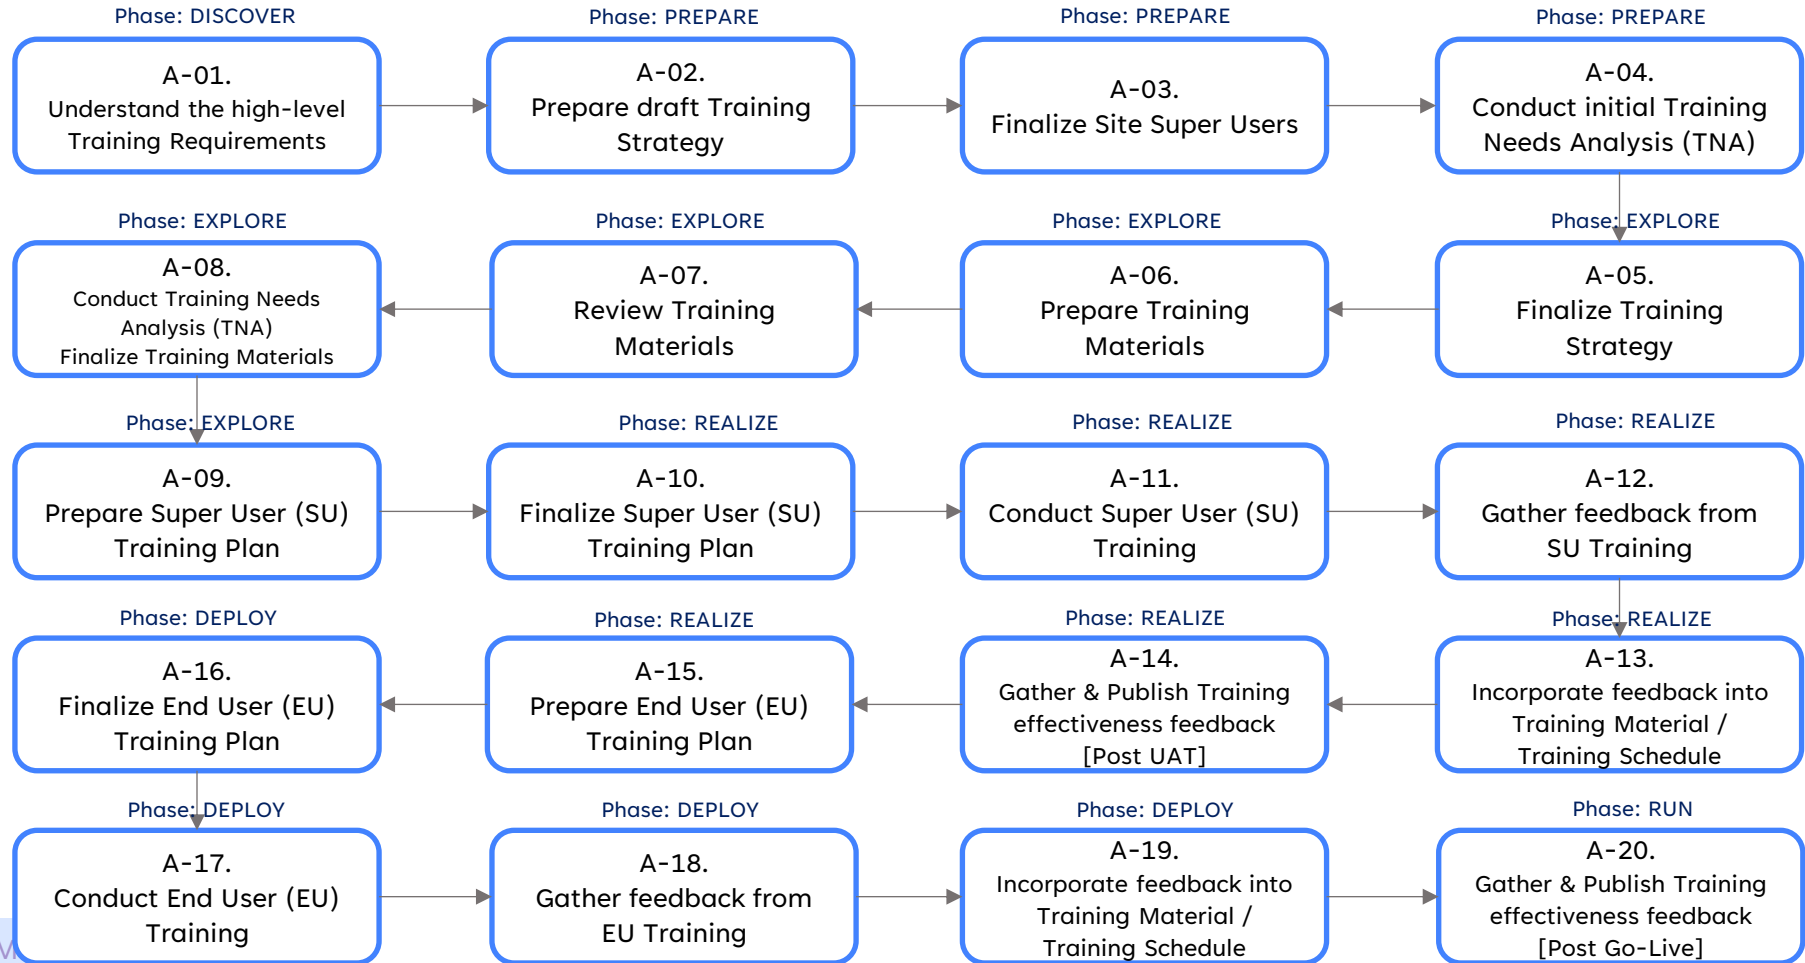 Phase: DISCOVER
A-01.
Understand the high-level
Training Requirements
Phase: PREPARE
A-02.
Prepare draft Training
Strategy
Phase: PREPARE
A-03.
Finalize Site Super Users
Phase: PREPARE
A-04.
Conduct initial Training
Needs Analysis (TNA)
Phase: EXPLORE
A-05.
Finalize Training
Strategy
Phase: EXPLORE
A-06.
Prepare Training
Materials
Phase: EXPLORE
A-07.
Review Training
Materials
Phase: EXPLORE
A-08.
Conduct Training Needs
Analysis (TNA)
Finalize Training Materials
Phase: EXPLORE
A-09.
Prepare Super User (SU)
Training Plan
Phase: REALIZE
A-10.
Finalize Super User (SU)
Training Plan
Phase: REALIZE
A-11.
Conduct Super User (SU)
Training
Phase: REALIZE
A-12.
Gather feedback from
SU Training
Phase: REALIZE
A-13.
Incorporate feedback into
Training Material /
Training Schedule
Phase: REALIZE
A-14.
Gather & Publish Training
effectiveness feedback
[Post UAT]
Phase: REALIZE
A-15.
Prepare End User (EU)
Training Plan
Phase: DEPLOY
A-16.
Finalize End User (EU)
Training Plan
Phase: DEPLOY
A-17.
Conduct End User (EU)
Training
Phase: DEPLOY
A-18.
Gather feedback from
EU Training
Phase: DEPLOY
A-19.
Incorporate feedback into
Training Material /
Training Schedule
Phase: RUN
A-20.
Gather & Publish Training
effectiveness feedback
[Post Go-Live]